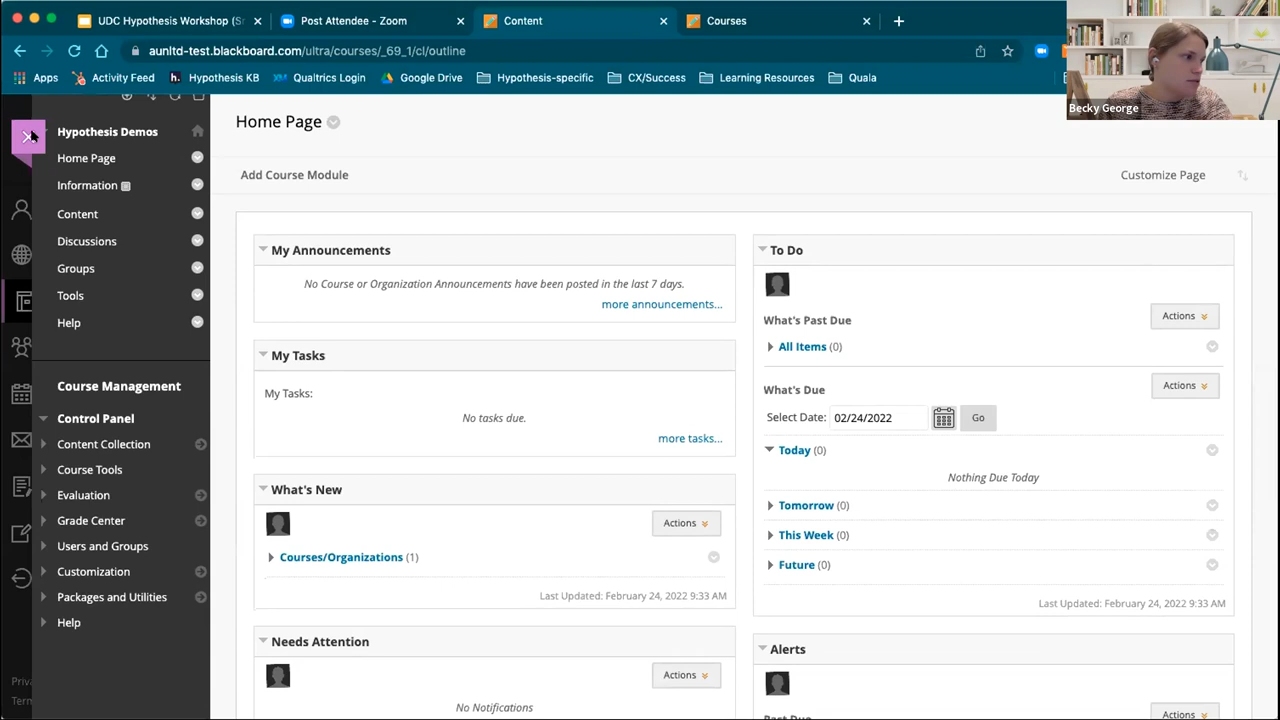 UDC Hypothesis Workshop (S
Post Attendee - Zoom
Content
Courses
aunltd-test.blackboard.com/ultra/courses/_69_1/cl/outline
Apps
Activity Feed
Hypothesis KB
Qualtrics Login
Google Drive
Hypothesis-specific
CX/Success
Learning Resources
Quala
Becky George
Hypothesis Demos
Home Page
Information
Content
Discussions
Groups
Tools
Help
Course Management
Control Panel
Content Collection
Course Tools
Evaluation
Grade Center
Users and Groups
Customization
Packages and Utilities
Help
Priva
Term
Home Page
Add Course Module
Customize Page
My Announcements
No Course or Organization Announcements have been posted in the last 7 days.
more announcements...
My Tasks
My Tasks:
No tasks due.
more tasks...
What's New
Actions
Courses/Organizations (1)
Last Updated: February 24, 2022 9:33 AM
Needs Attention
Actions
No Notifications
To Do
What's Past Due
Actions
All Items (0)
What's Due
Actions
Select Date: 02/24/2022 Go
Today (0)
Nothing Due Today
Tomorrow (0)
This Week (0)
Future (0)
Last Updated: February 24, 2022 9:33 AM
Alerts
Past Due
Actions